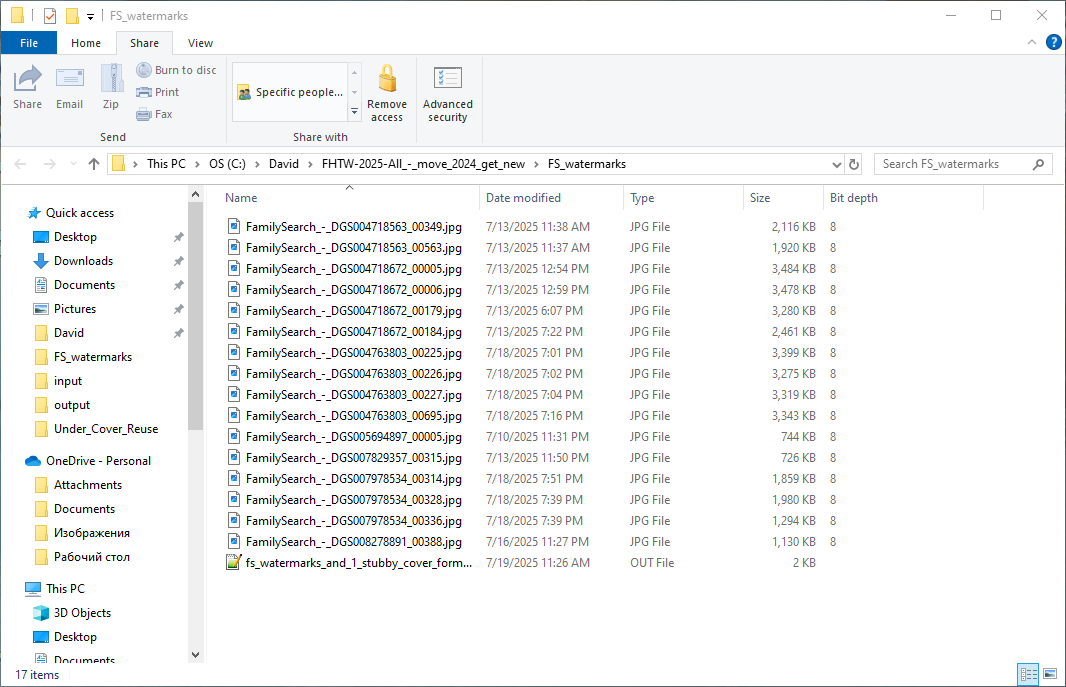 FS_watermarks
File Home Share View
Share Email Zip Burn to disc Print Fax
Send
Specific people...
Share with
Remove access
Advanced security
This PC > OS (C:) > David > FHTW-2025-All_-_move_2024_get_new > FS_watermarks
Search FS_watermarks
Quick access
Desktop
Downloads
Documents
Pictures
David
FS_watermarks
input
output
Under_Cover_Reuse
OneDrive - Personal
Attachments
Documents
Изображения
Рабочий стол
This PC
3D Objects
Desktop
Documents
Name Date modified Type Size Bit depth
FamilySearch_-_DGS004718563_00349.jpg 7/13/2025 11:38 AM JPG File 2,116 KB 8
FamilySearch_-_DGS004718563_00563.jpg 7/13/2025 11:37 AM JPG File 1,920 KB 8
FamilySearch_-_DGS004718672_00005.jpg 7/13/2025 12:54 PM JPG File 3,484 KB 8
FamilySearch_-_DGS004718672_00006.jpg 7/13/2025 12:59 PM JPG File 3,478 KB 8
FamilySearch_-_DGS004718672_00179.jpg 7/13/2025 6:07 PM JPG File 3,280 KB 8
FamilySearch_-_DGS004718672_00184.jpg 7/13/2025 7:22 PM JPG File 2,461 KB 8
FamilySearch_-_DGS004763803_00225.jpg 7/18/2025 7:01 PM JPG File 3,399 KB 8
FamilySearch_-_DGS004763803_00226.jpg 7/18/2025 7:02 PM JPG File 3,275 KB 8
FamilySearch_-_DGS004763803_00227.jpg 7/18/2025 7:04 PM JPG File 3,319 KB 8
FamilySearch_-_DGS004763803_00695.jpg 7/18/2025 7:16 PM JPG File 3,343 KB 8
FamilySearch_-_DGS005694897_00005.jpg 7/10/2025 11:31 PM JPG File 744 KB 8
FamilySearch_-_DGS007829357_00315.jpg 7/13/2025 11:50 PM JPG File 726 KB 8
FamilySearch_-_DGS007978534_00314.jpg 7/18/2025 7:51 PM JPG File 1,859 KB 8
FamilySearch_-_DGS007978534_00328.jpg 7/18/2025 7:39 PM JPG File 1,980 KB 8
FamilySearch_-_DGS007978534_00336.jpg 7/18/2025 7:39 PM JPG File 1,294 KB 8
FamilySearch_-_DGS008278891_00388.jpg 7/16/2025 11:27 PM JPG File 1,130 KB 8
fs_watermarks_and_1_stubby_cover_form... 7/19/2025 11:26 AM OUT File 2 KB
17 items